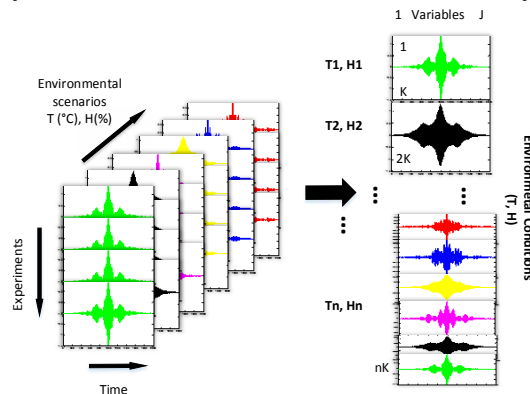 1 Variables J
Environmental
scenarios
T (°C), H(%)
Experiments
Time
T1, H1
1
K
T2, H2
2K
Tn, Hn
nK
Environmental Conditions
(T, H)